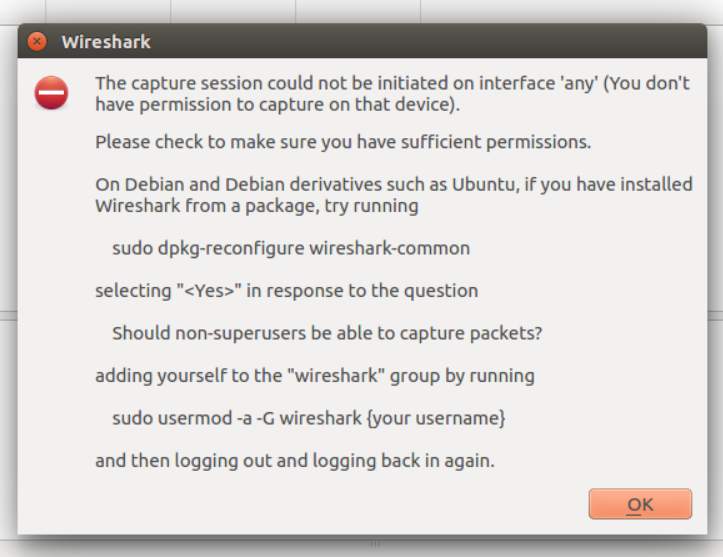 Wireshark
The capture session could not be initiated on interface 'any' (You don't
have permission to capture on that device).
Please check to make sure you have sufficient permissions.
On Debian and Debian derivatives such as Ubuntu, if you have installed
Wireshark from a package, try running
sudo dpkg-reconfigure wireshark-common
selecting "<Yes>" in response to the question
Should non-superusers be able to capture packets?
adding yourself to the "wireshark" group by running
sudo usermod -a -G wireshark {your username}
and then logging out and logging back in again.
OK